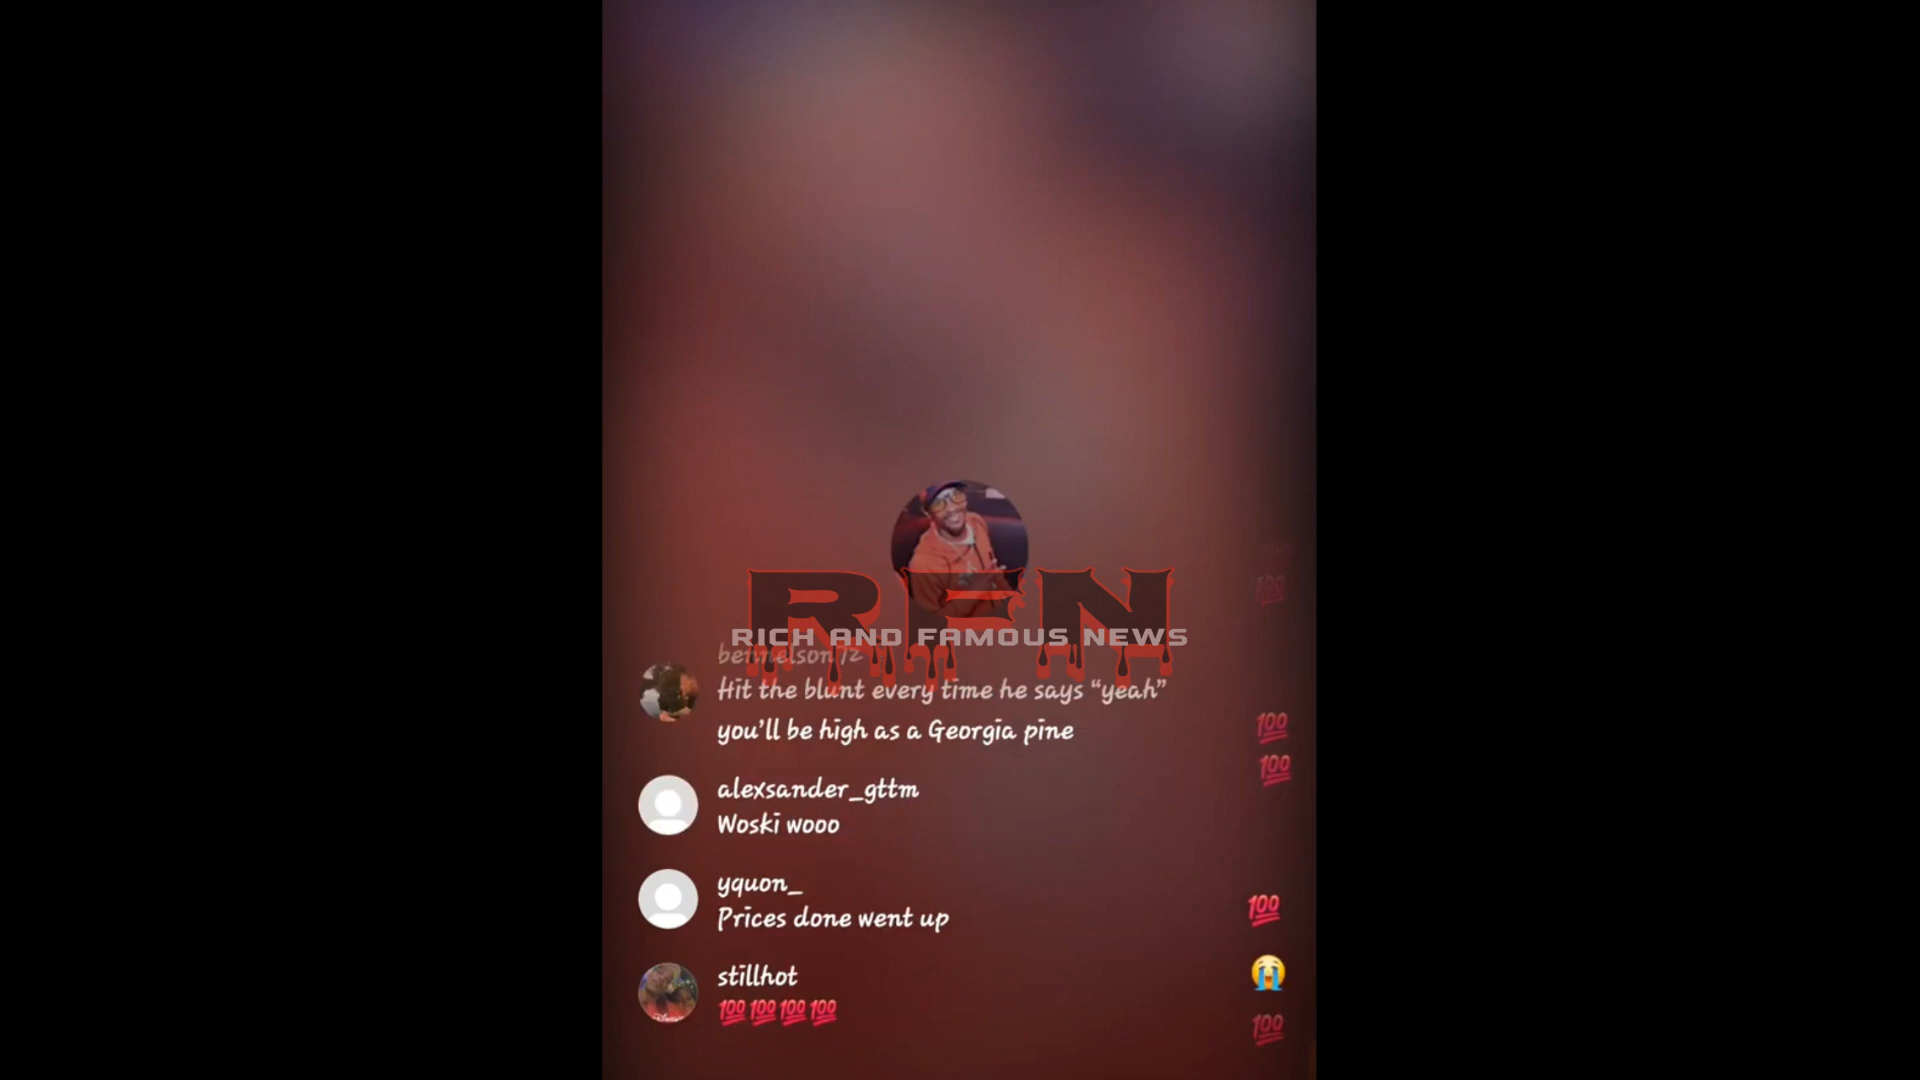 RFN
RICH AND FAMOUS NEWS
bennelson12
Hit the blunt every time he says “yeah”
you’ll be high as a Georgia pine
alexsander_gttm
Woski wooo
yquon_
Prices done went up
stillhot
💯💯💯💯